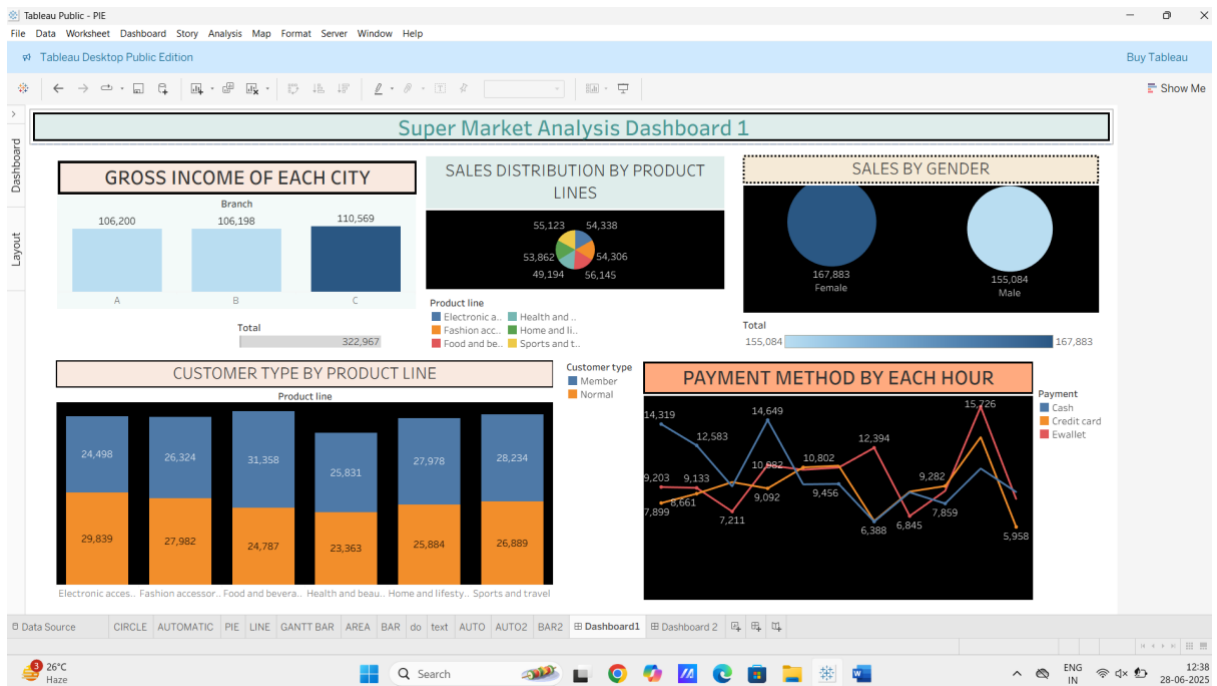 Tableau Public - PIE
File Data Worksheet Dashboard Story Analysis Map Format Server Window Help
Tableau Desktop Public Edition
Buy Tableau
Show Me
Dashboard
Layout
Super Market Analysis Dashboard 1
GROSS INCOME OF EACH CITY
Branch
106,200 106,198 110,569
A B C
Total
322,967
SALES DISTRIBUTION BY PRODUCT
LINES
55,123 54,338
53,862 54,306
49,194 56,145
Product line
Electronic a.. Health and ..
Fashion acc.. Home and li..
Food and be.. Sports and t..
SALES BY GENDER
167,883
Female
155,084
Male
Total
155,084 167,883
CUSTOMER TYPE BY PRODUCT LINE
Product line
24,498 26,324 31,358 25,831 27,978 28,234
29,839 27,982 24,787 23,363 25,884 26,889
Electronic acces.. Fashion accessor.. Food and bevera.. Health and beau.. Home and lifesty.. Sports and travel
Customer type
Member
Normal
PAYMENT METHOD BY EACH HOUR
14,319 14,649 15,726
12,583 12,394
9,203 9,133 10,982 10,802 9,282
7,899 8,661 9,092 9,456
7,211 6,388 6,845 7,859 5,958
Payment
Cash
Credit card
Ewallet
Data Source CIRCLE AUTOMATIC PIE LINE GANTT BAR AREA BAR do text AUTO AUTO2 BAR2 Dashboard1 Dashboard 2
3
26°C
Haze
Search
ENG
IN
12:38
28-06-2025